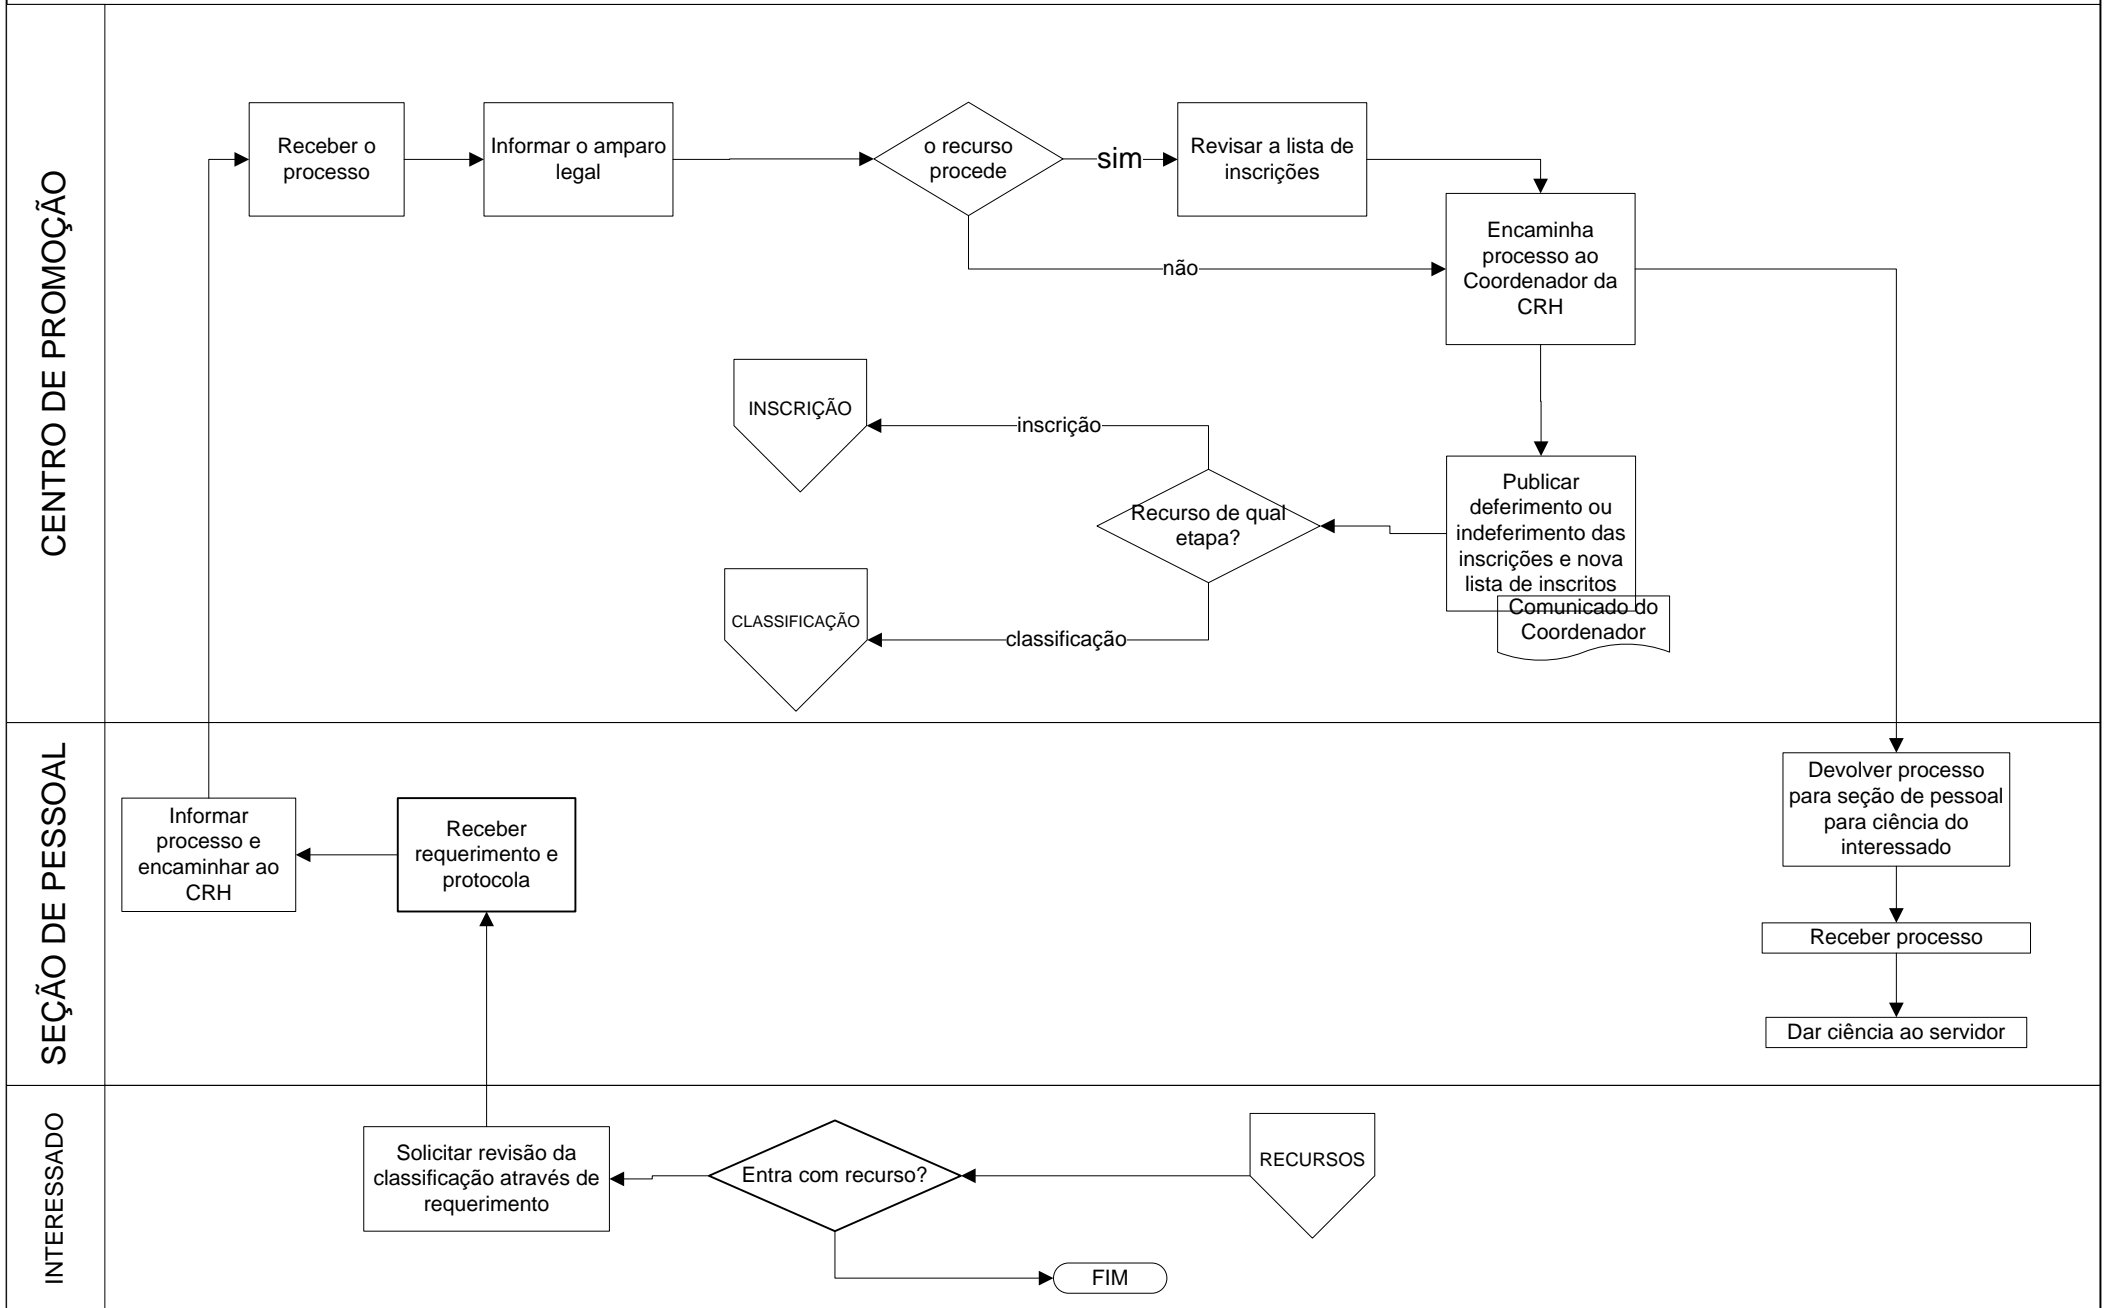 CENTRO DE PROMOÇÃO
Receber o
processo
Informar o amparo
legal
o recurso
procede
sim
Revisar a lista de
inscrições
não
Encaminha
processo ao
Coordenador da
CRH
INSCRIÇÃO
inscrição
Recurso de qual
etapa?
Publicar
deferimento ou
indeferimento das
inscrições e nova
lista de inscritos
Comunicado do
Coordenador
CLASSIFICAÇÃO
classificação
SEÇÃO DE PESSOAL
Informar
processo e
encaminhar ao
CRH
Receber
requerimento e
protocola
Devolver processo
para seção de pessoal
para ciência do
interessado
Receber processo
Dar ciência ao servidor
INTERESSADO
Solicitar revisão da
classificação através de
requerimento
Entra com recurso?
RECURSOS
FIM